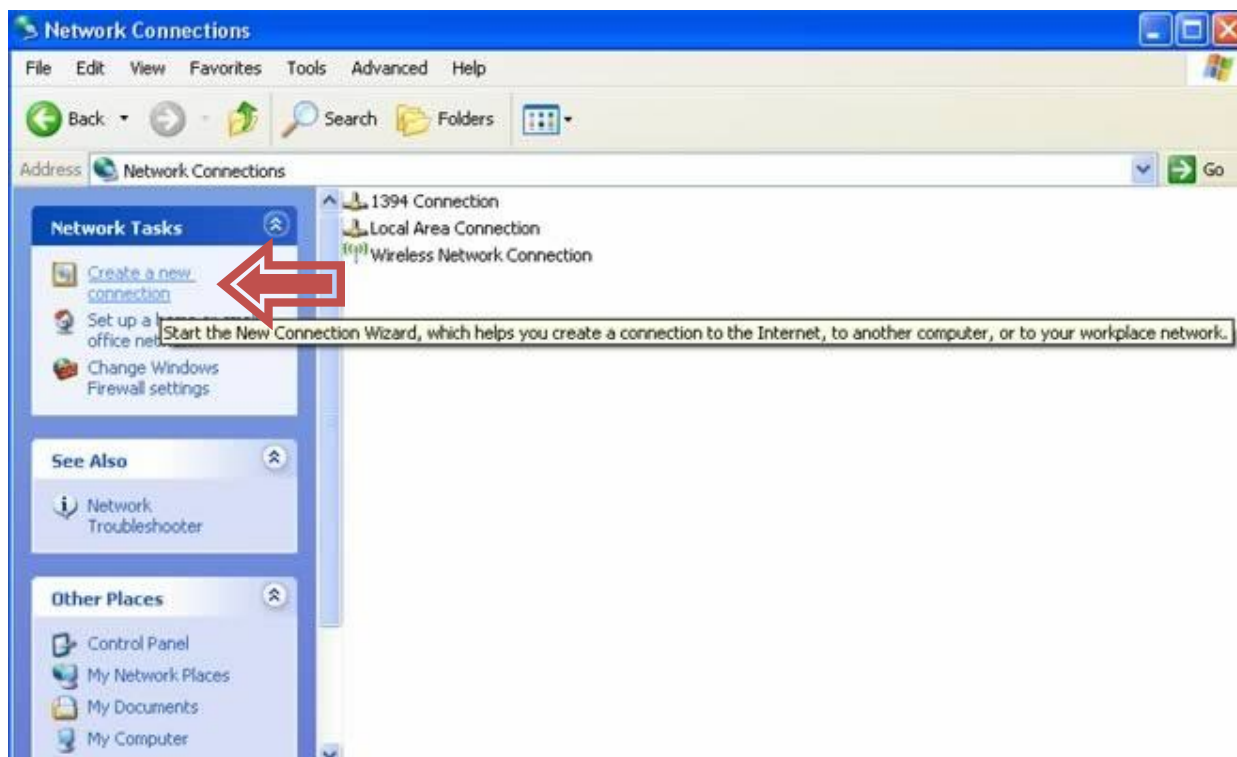 Network Connections
File Edit View Favorites Tools Advanced Help
Back Search Folders
Address Network Connections Go
Network Tasks
Create a new
connection
Set up a
office net
Change Windows
Firewall settings
See Also
Network
Troubleshooter
Other Places
Control Panel
My Network Places
My Documents
My Computer
1394 Connection
Local Area Connection
Wireless Network Connection
Start the New Connection Wizard, which helps you create a connection to the Internet, to another computer, or to your workplace network.